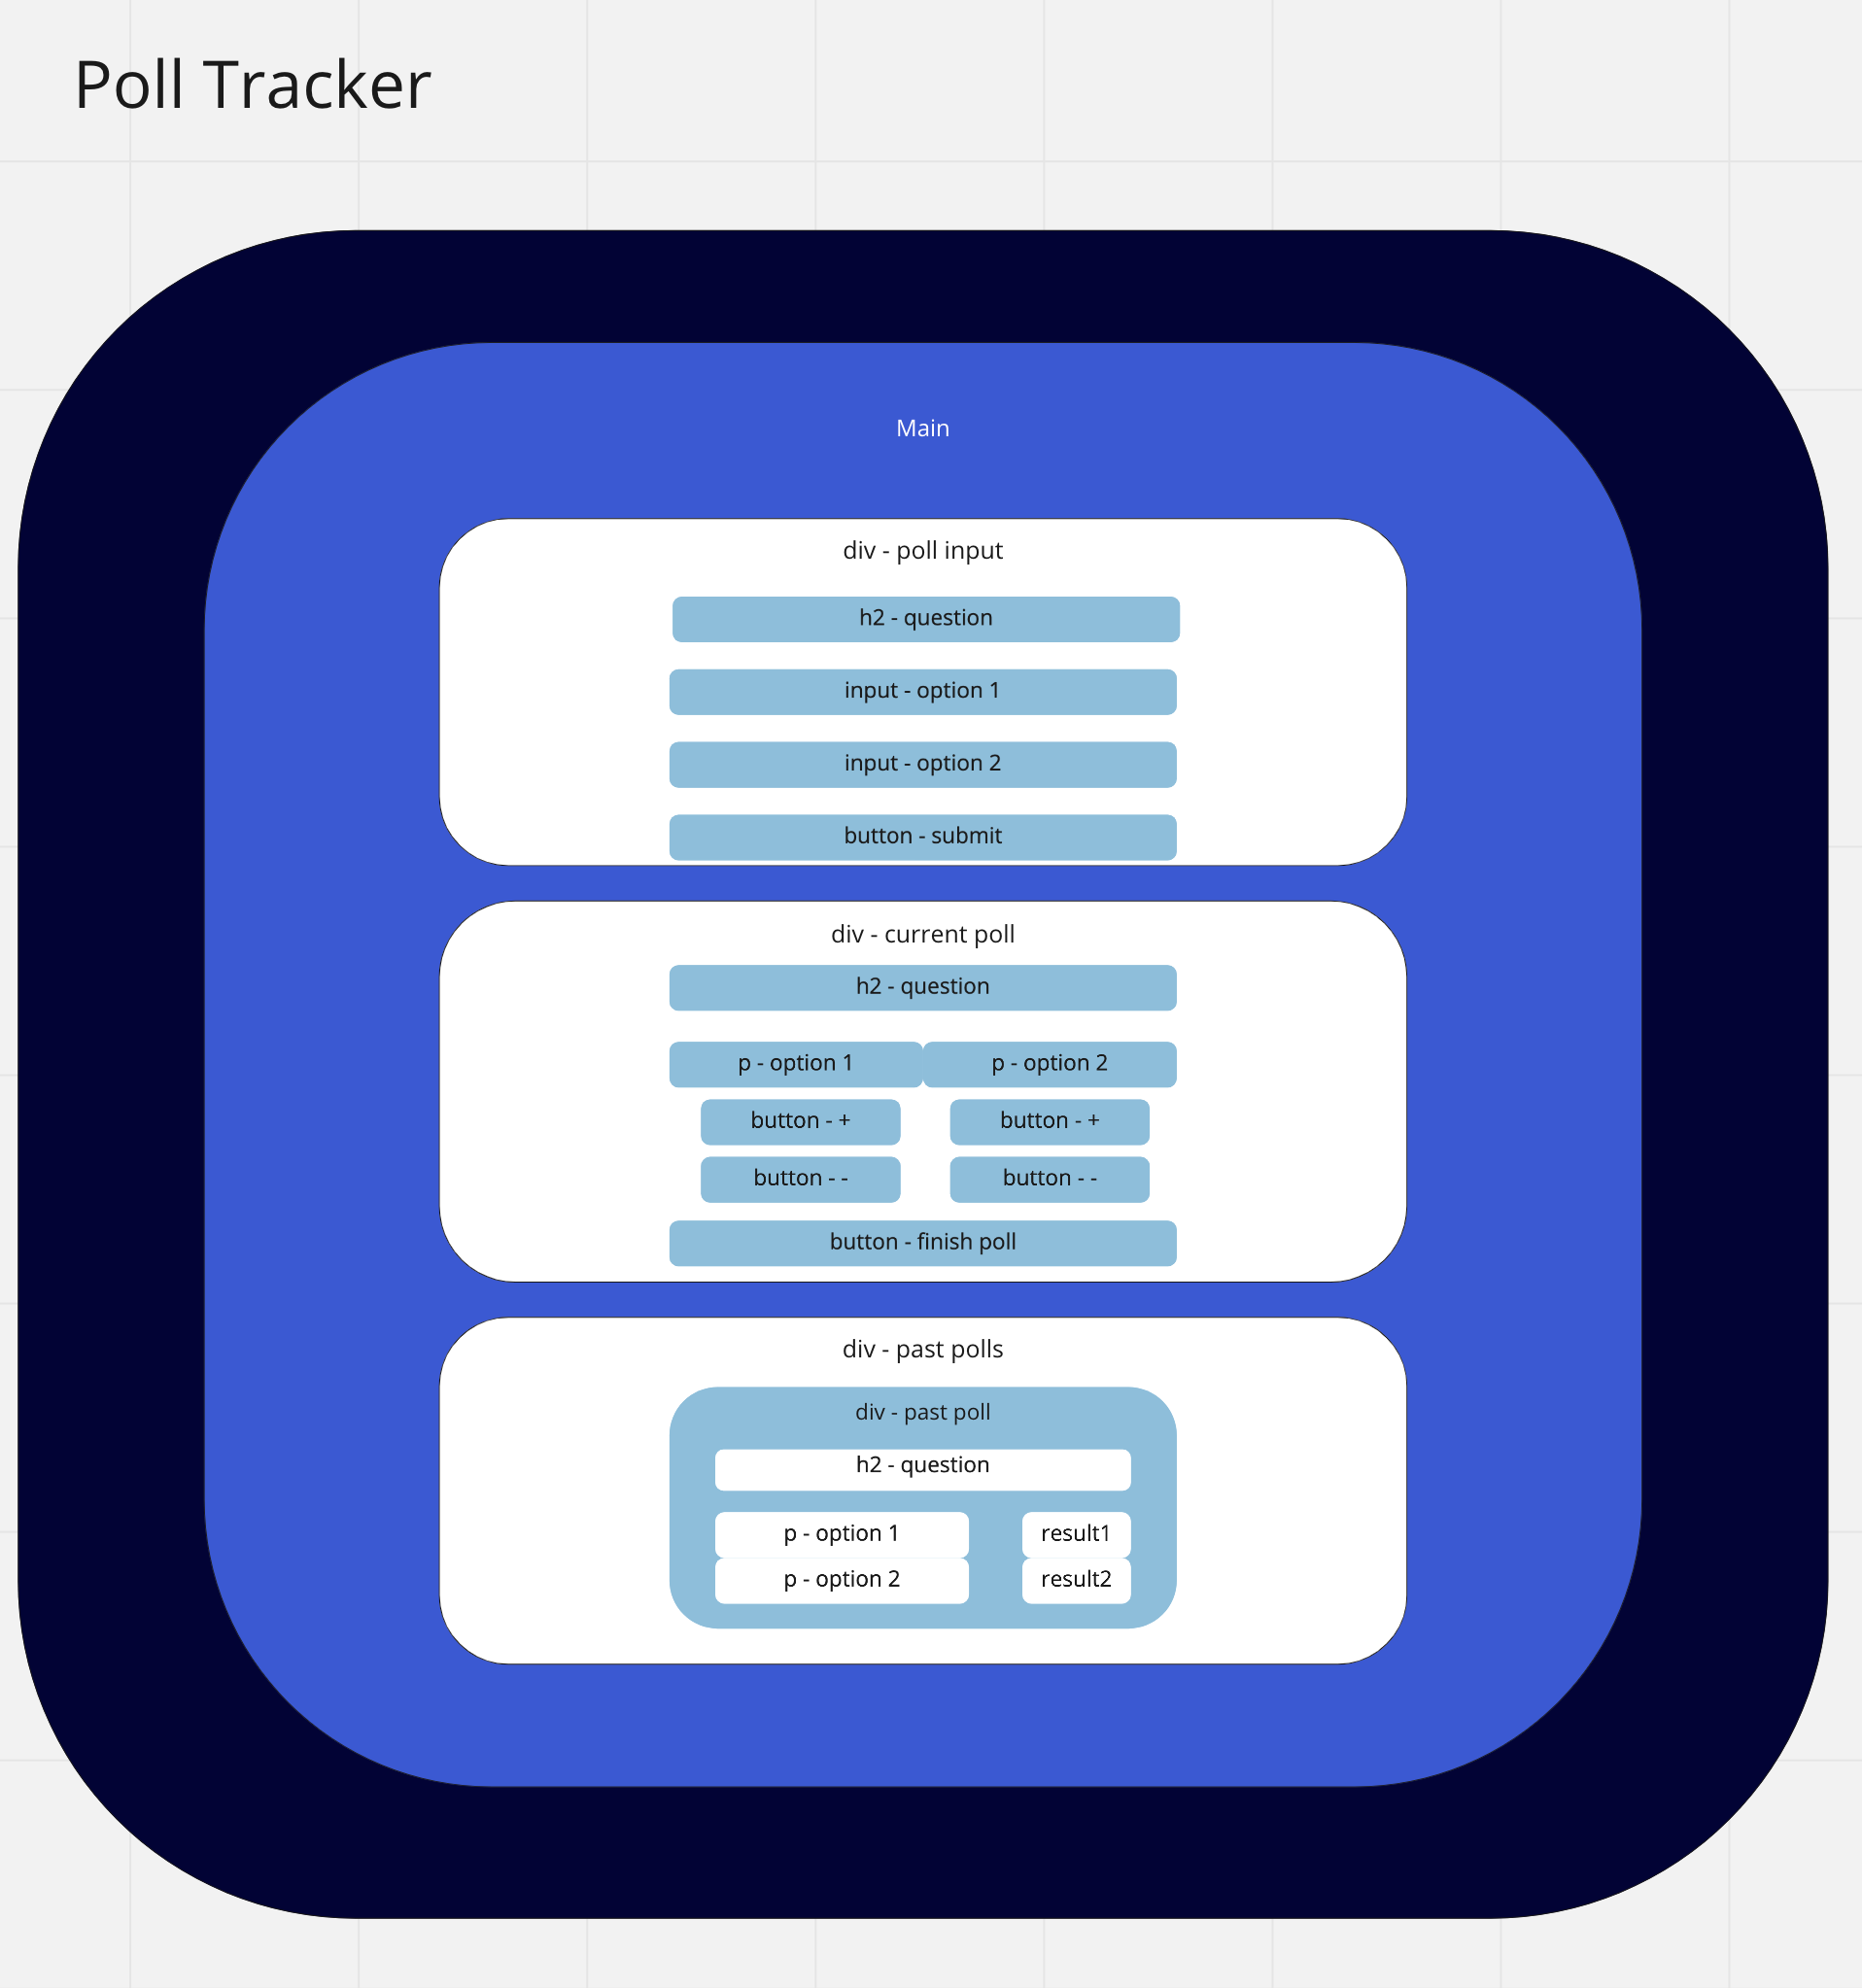 Poll Tracker
Main
div - poll input
h2 - question
input - option 1
input - option 2
button - submit
div - current poll
h2 - question
p - option 1
p - option 2
button - +
button - +
button - -
button - -
button - finish poll
div - past polls
div - past poll
h2 - question
p - option 1
result1
p - option 2
result2